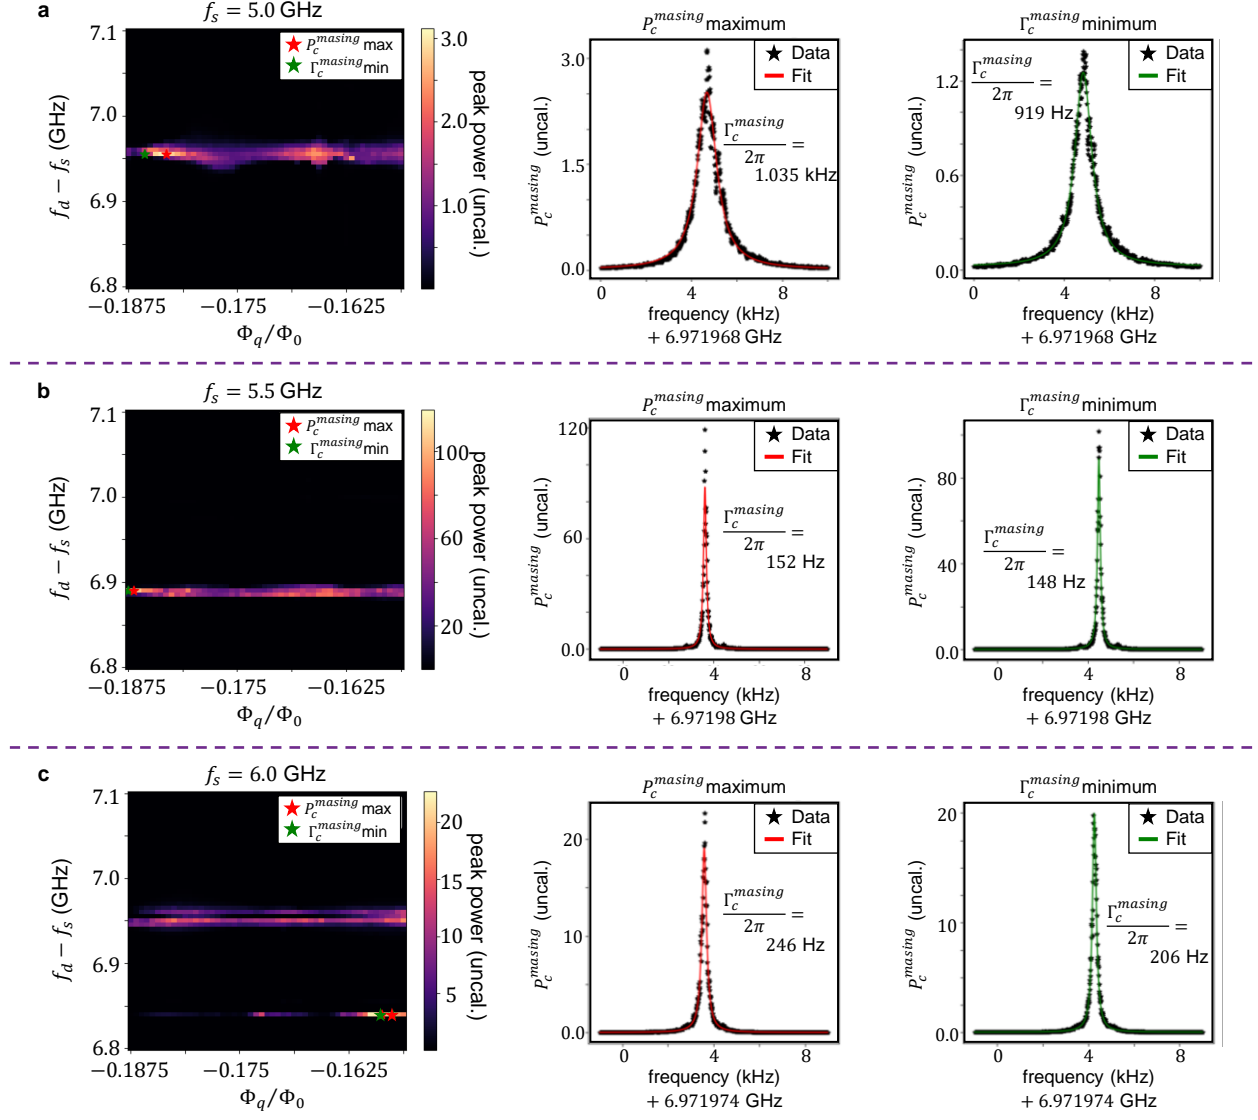 a
f_s = 5.0 GHz
7.1
7.0
6.9
6.8
f_d − f_s (GHz)
−0.1875
−0.175
−0.1625
Φ_q/Φ_0
★ P_c^{masing} max
★ Γ_c^{masing} min
3.0
2.0
1.0
peak power (uncal.)
P_c^{masing} maximum
3.0
1.5
0.0
P_c^{masing} (uncal.)
★ Data
Fit
Γ_c^{masing}/2π =
1.035 kHz
0
4
8
frequency (kHz)
+ 6.971968 GHz
Γ_c^{masing} minimum
1.2
0.6
0.0
P_c^{masing} (uncal.)
★ Data
Fit
Γ_c^{masing}/2π =
919 Hz
0
4
8
frequency (kHz)
+ 6.971968 GHz
b
f_s = 5.5 GHz
7.1
7.0
6.9
6.8
f_d − f_s (GHz)
−0.1875
−0.175
−0.1625
Φ_q/Φ_0
★ P_c^{masing} max
★ Γ_c^{masing} min
100
60
20
peak power (uncal.)
P_c^{masing} maximum
120
60
0.0
P_c^{masing} (uncal.)
★ Data
Fit
Γ_c^{masing}/2π =
152 Hz
0
4
8
frequency (kHz)
+ 6.97198 GHz
Γ_c^{masing} minimum
80
40
0.0
P_c^{masing} (uncal.)
★ Data
Fit
Γ_c^{masing}/2π =
148 Hz
0
4
8
frequency (kHz)
+ 6.97198 GHz
c
f_s = 6.0 GHz
7.1
7.0
6.9
6.8
f_d − f_s (GHz)
−0.1875
−0.175
−0.1625
Φ_q/Φ_0
★ P_c^{masing} max
★ Γ_c^{masing} min
20
15
10
5
peak power (uncal.)
P_c^{masing} maximum
20
10
0.0
P_c^{masing} (uncal.)
★ Data
Fit
Γ_c^{masing}/2π =
246 Hz
0
4
8
frequency (kHz)
+ 6.971974 GHz
Γ_c^{masing} minimum
20
10
0.0
P_c^{masing} (uncal.)
★ Data
Fit
Γ_c^{masing}/2π =
206 Hz
0
4
8
frequency (kHz)
+ 6.971974 GHz